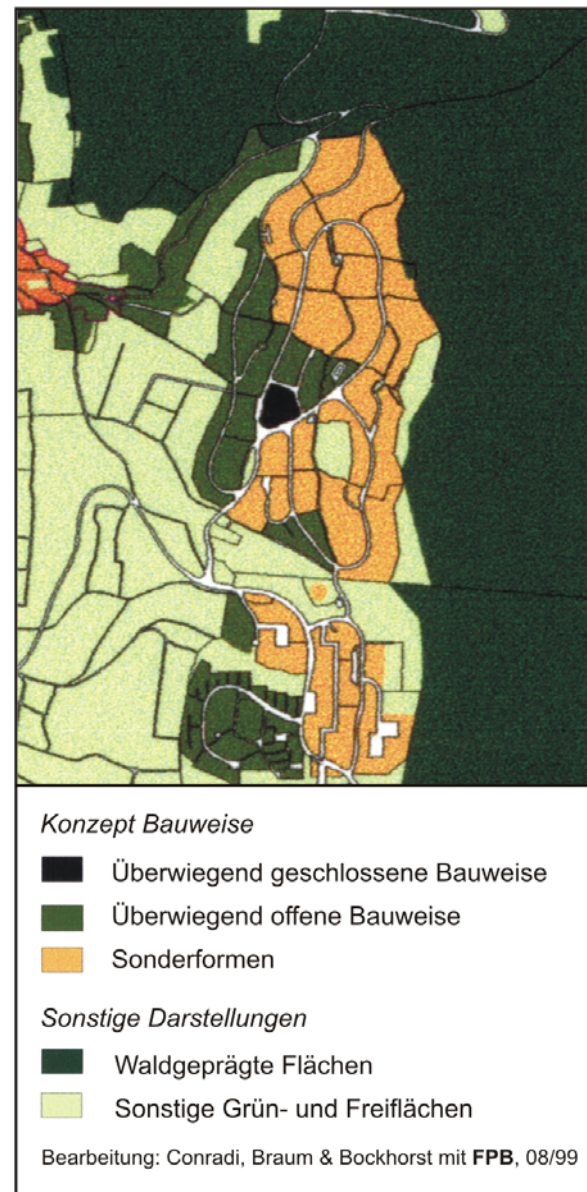 Konzept Bauweise
Überwiegend geschlossene Bauweise
Überwiegend offene Bauweise
Sonderformen
Sonstige Darstellungen
Waldgeprägte Flächen
Sonstige Grün- und Freiflächen
Bearbeitung: Conradi, Braum & Bockhorst mit FPB, 08/99